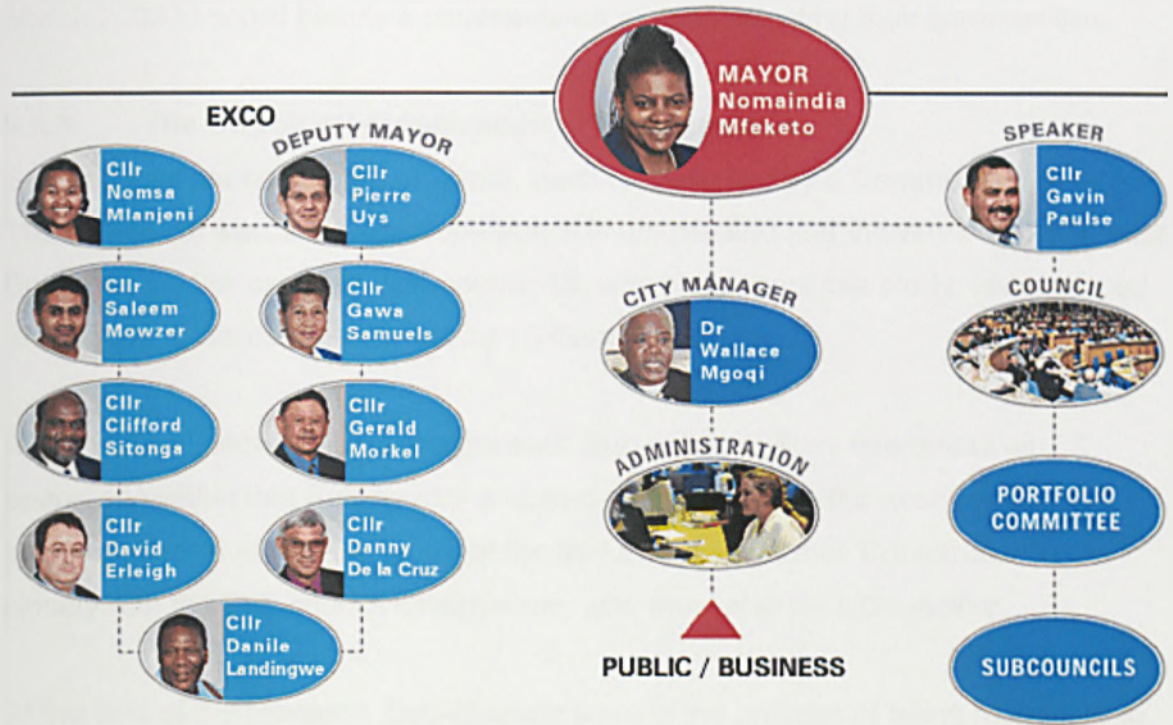 MAYOR
Nomaindia
Mfeketo
EXCO
DEPUTY MAYOR
SPEAKER
Cllr
Nomsa
Mlanjeni
Cllr
Pierre
Uys
Cllr
Gavin
Paulse
Cllr
Saleem
Mowzer
Cllr
Gawa
Samuels
CITY MANAGER
Dr
Wallace
Mgoqi
COUNCIL
Cllr
Clifford
Sitonga
Cllr
Gerald
Morkel
ADMINISTRATION
PORTFOLIO
COMMITTEE
Cllr
David
Erleigh
Cllr
Danny
De la Cruz
Cllr
Danile
Landingwe
PUBLIC / BUSINESS
SUBCOUNCILS